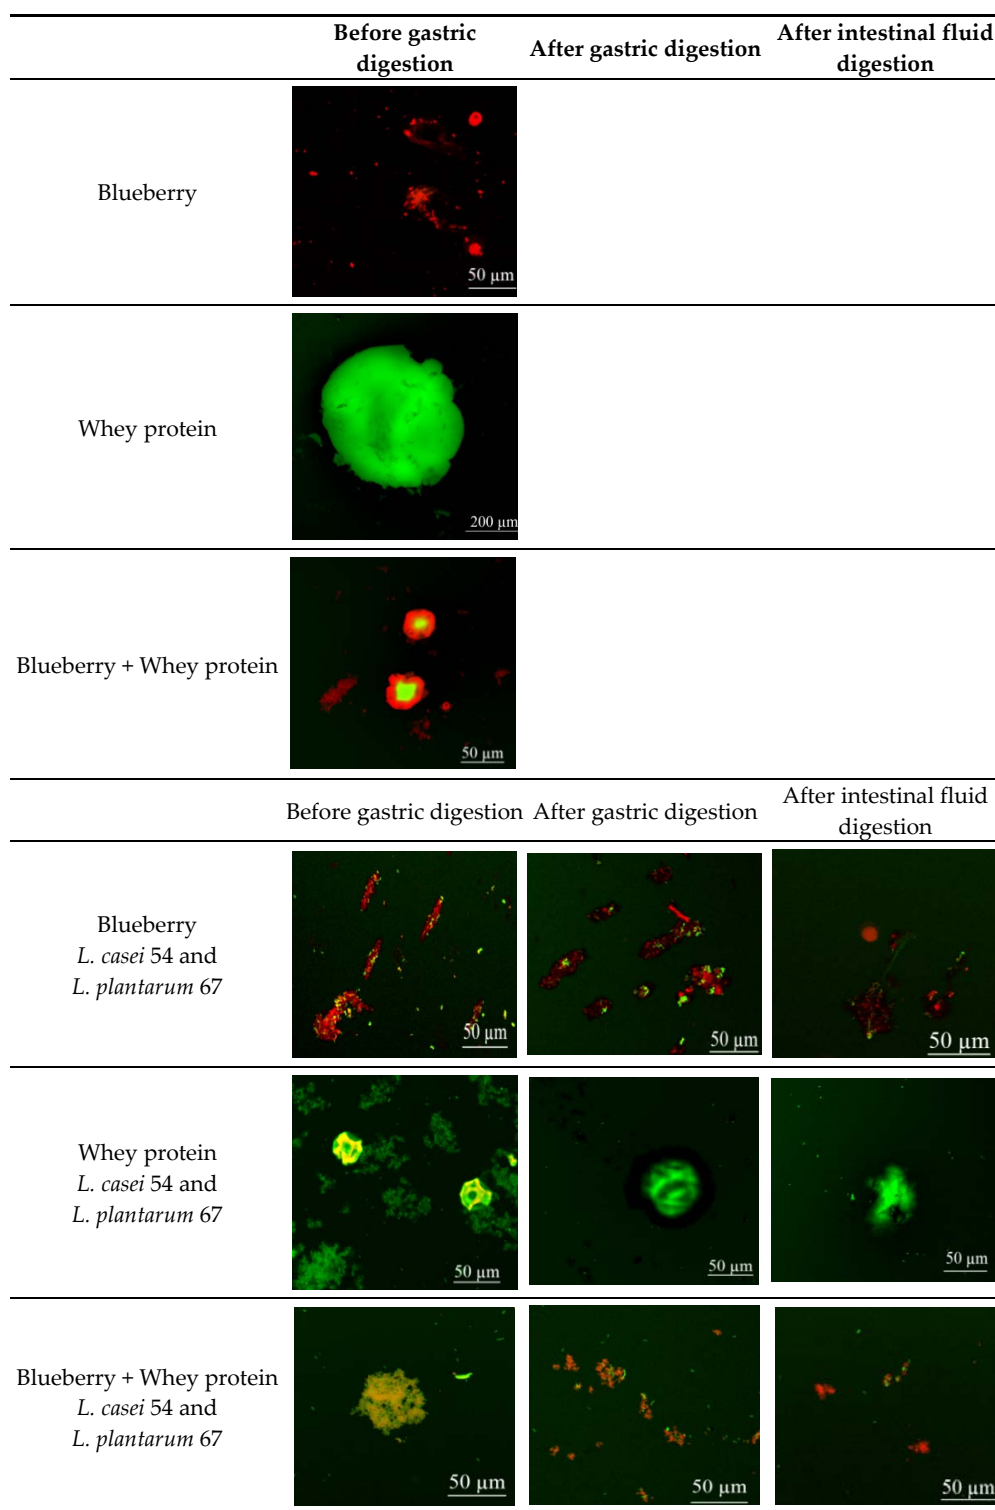 Before gastric
digestion
After gastric digestion
After intestinal fluid
digestion
Blueberry
50 µm
Whey protein
200 µm
Blueberry + Whey protein
50 µm
Before gastric digestion
After gastric digestion
After intestinal fluid
digestion
Blueberry
L. casei 54 and
L. plantarum 67
50 µm
50 µm
50 µm
Whey protein
L. casei 54 and
L. plantarum 67
50 µm
50 µm
50 µm
Blueberry + Whey protein
L. casei 54 and
L. plantarum 67
50 µm
50 µm
50 µm